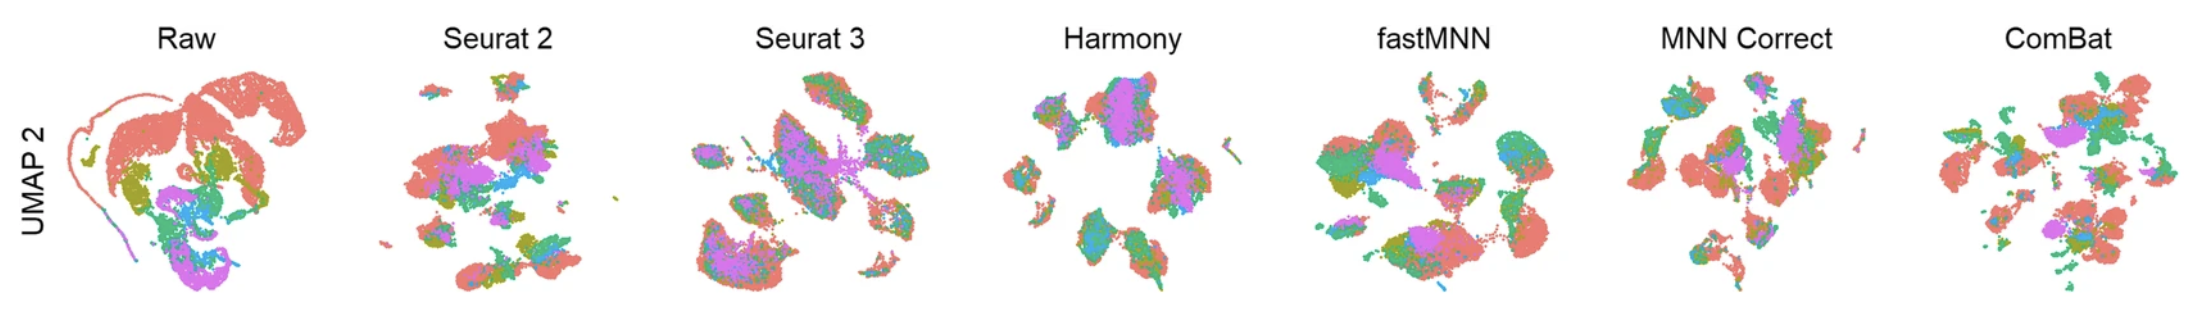 Raw Seurat 2 Seurat 3 Harmony fastMNN MNN Correct ComBat
UMAP 2